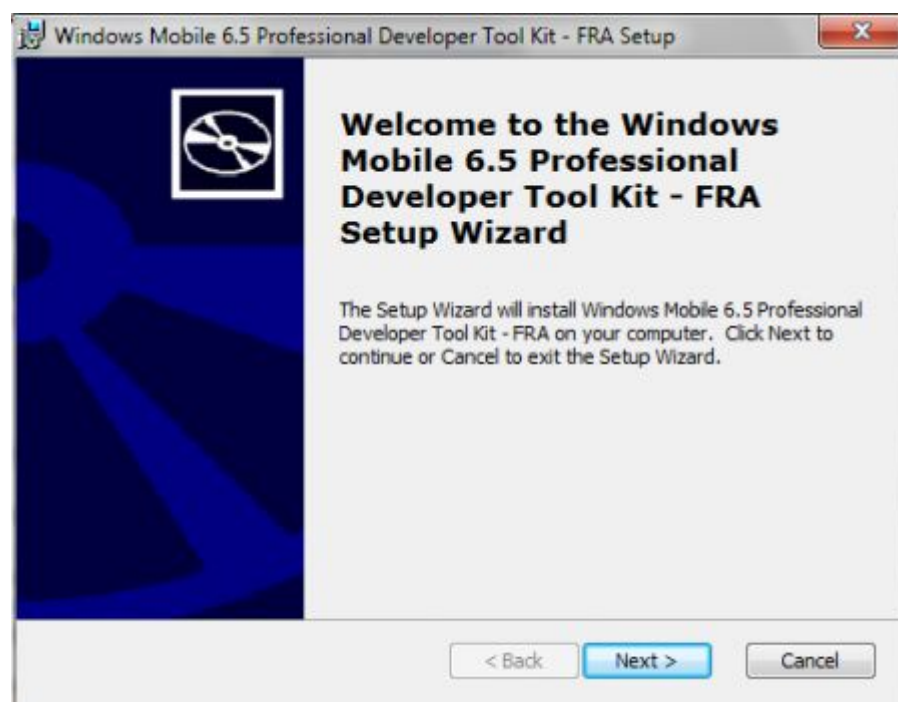 Windows Mobile 6.5 Professional Developer Tool Kit - FRA Setup
Welcome to the Windows
Mobile 6.5 Professional
Developer Tool Kit - FRA
Setup Wizard
The Setup Wizard will install Windows Mobile 6.5 Professional
Developer Tool Kit - FRA on your computer. Click Next to
continue or Cancel to exit the Setup Wizard.
< Back Next > Cancel